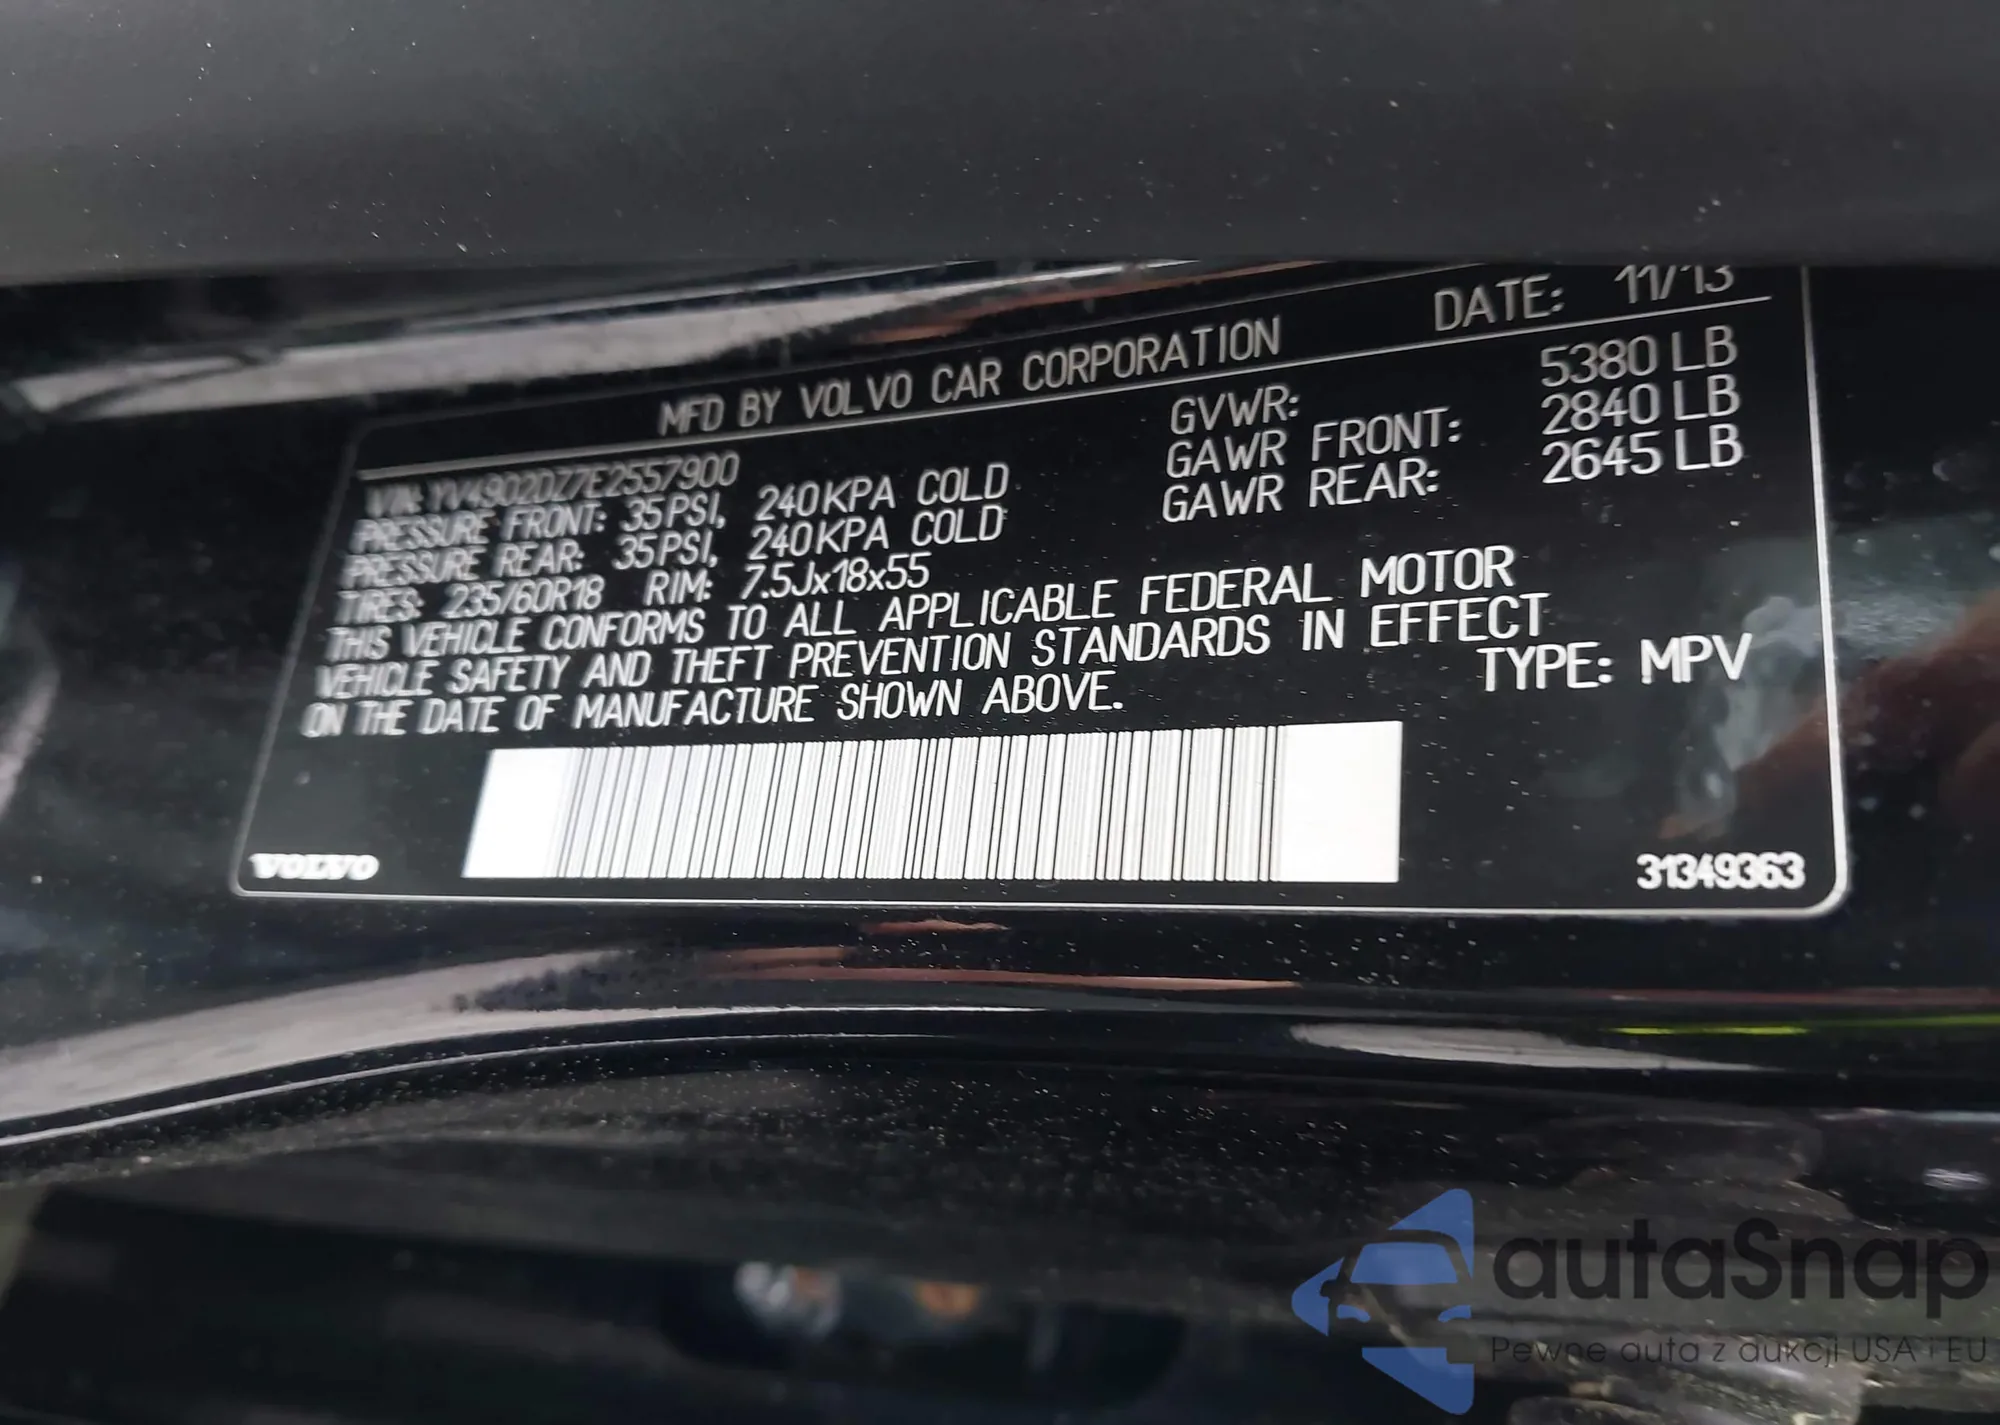 MFD BY VOLVO CAR CORPORATION DATE: 11/13
VIN: YV4902DZ7E2557900 GVWR: 5380 LB
PRESSURE FRONT: 35PSI, 240KPA COLD GAWR FRONT: 2840 LB
PRESSURE REAR: 35PSI, 240KPA COLD GAWR REAR: 2645 LB
TIRES: 235/60R18 RIM: 7.5Jx18x55
THIS VEHICLE CONFORMS TO ALL APPLICABLE FEDERAL MOTOR
VEHICLE SAFETY AND THEFT PREVENTION STANDARDS IN EFFECT
ON THE DATE OF MANUFACTURE SHOWN ABOVE. TYPE: MPV
VOLVO 31349363
autaSnap
Pewne auta z aukcji USA i EU